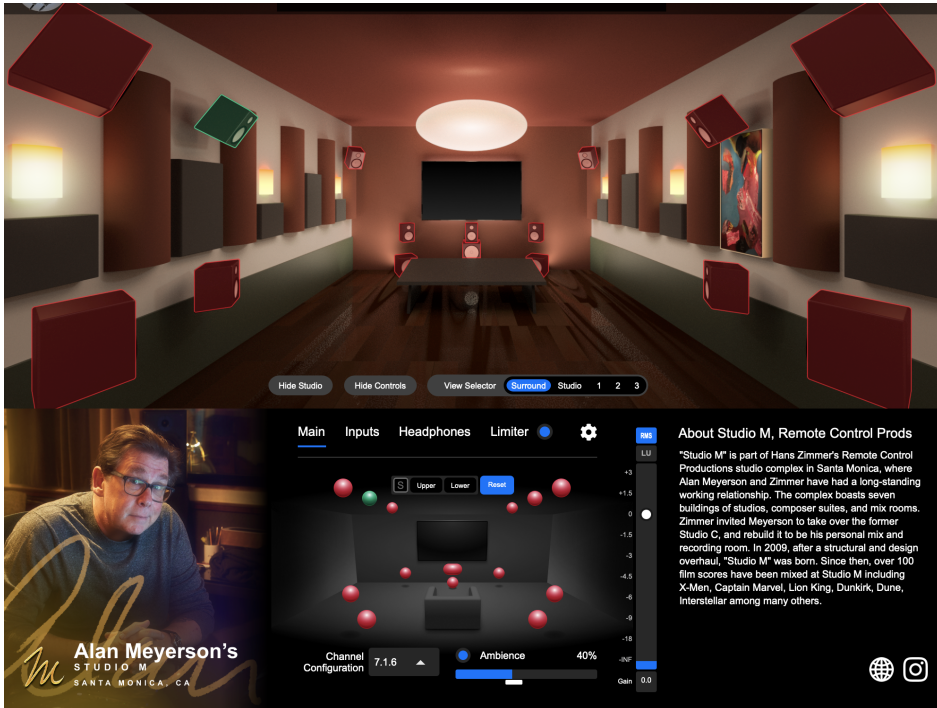 Hide Studio
Hide Controls
View Selector
Surround
Studio
1
2
3
Main
Inputs
Headphones
Limiter
S
Upper
Lower
Reset
Channel
Configuration
7.1.6
Ambience
40%
RMS
LU
+3
+1.5
0
-1.5
-3
-4.5
-6
-9
-18
-INF
Gain
0.0
About Studio M, Remote Control Prods
"Studio M" is part of Hans Zimmer's Remote Control
Productions studio complex in Santa Monica, where
Alan Meyerson and Zimmer have had a long-standing
working relationship. The complex boasts seven
buildings of studios, composer suites, and mix rooms.
Zimmer invited Meyerson to take over the former
Studio C, and rebuild it to be his personal mix and
recording room. In 2009, after a structural and design
overhaul, "Studio M" was born. Since then, over 100
film scores have been mixed at Studio M including
X-Men, Captain Marvel, Lion King, Dunkirk, Dune,
Interstellar among many others.
M
Alan Meyerson's
STUDIO M
SANTA MONICA, CA